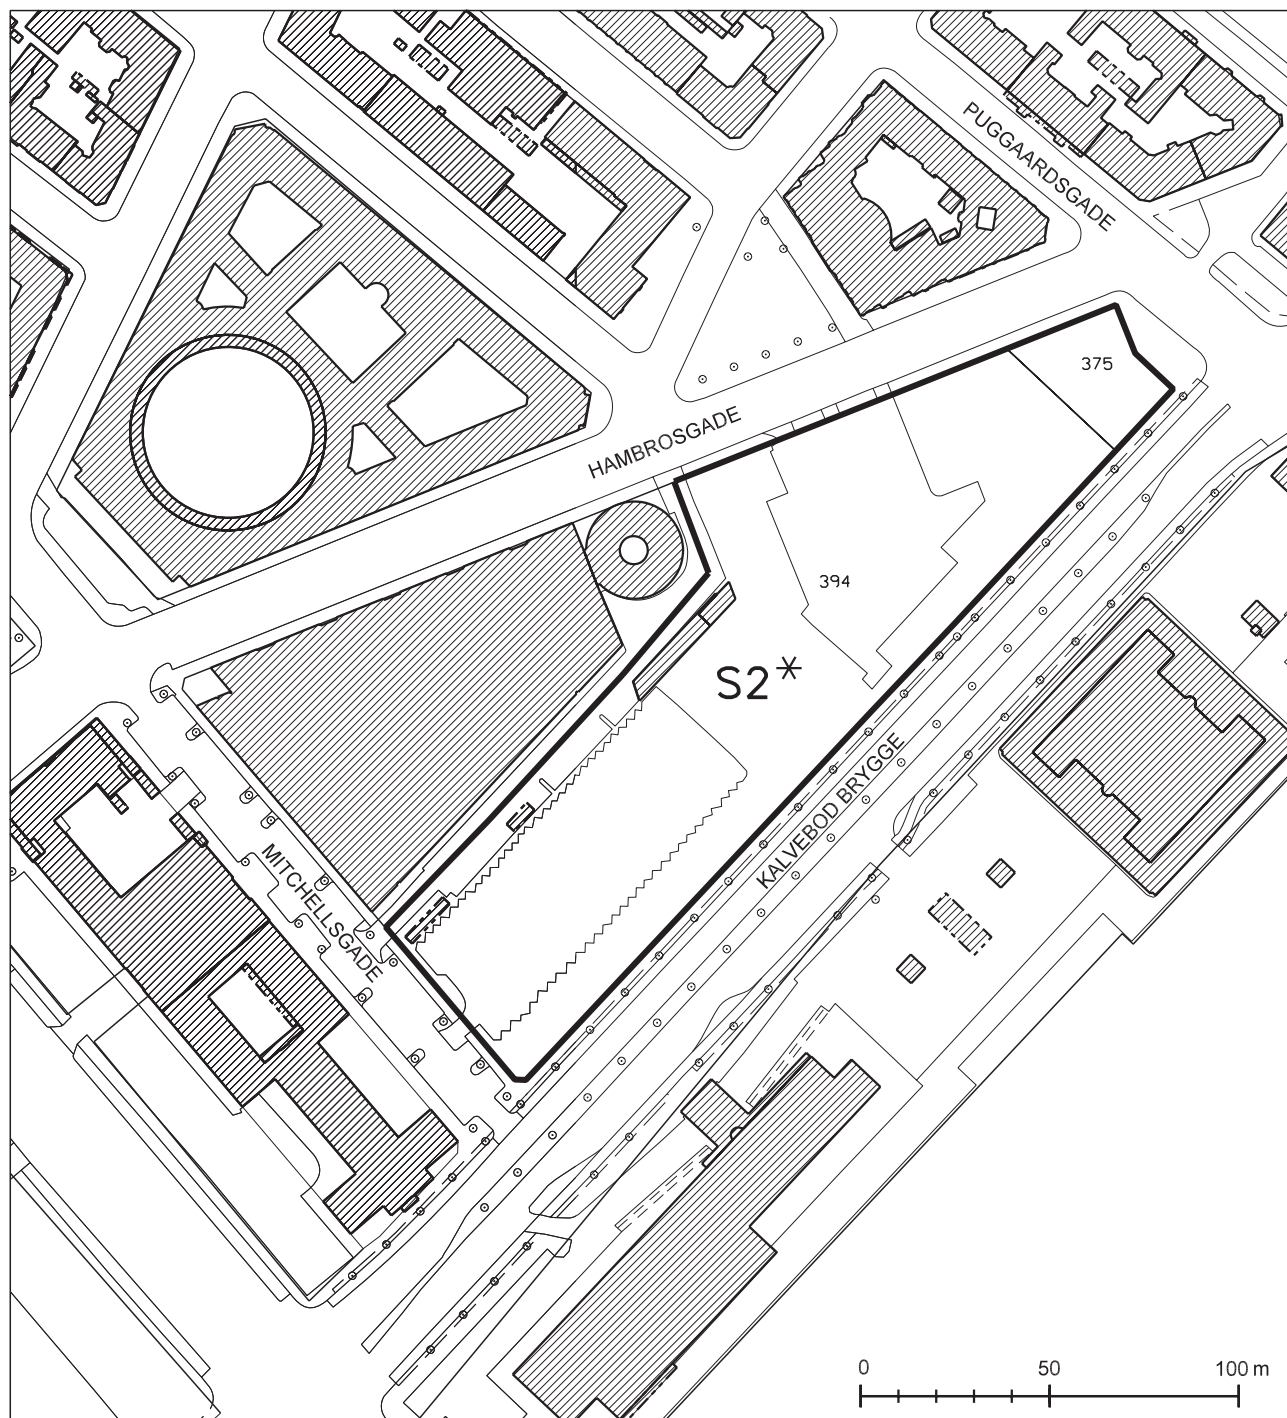 PUGGAARDSGADE
375
HAMBROSGADE
394
S2*
KALVEBOD BRYGGE
MITCHELLSGADE
0 50 100 m